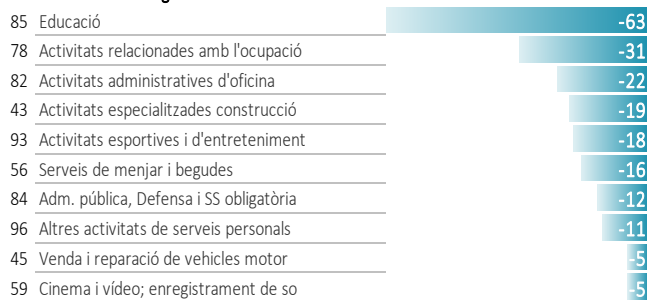 85 Educació -63
78 Activitats relacionades amb l'ocupació -31
82 Activitats administratives d'oficina -22
43 Activitats especialitzades construcció -19
93 Activitats esportives i d'entreteniment -18
56 Serveis de menjar i begudes -16
84 Adm. pública, Defensa i SS obligatòria -12
96 Altres activitats de serveis personals -11
45 Venda i reparació de vehicles motor -5
59 Cinema i vídeo; enregistrament de so -5